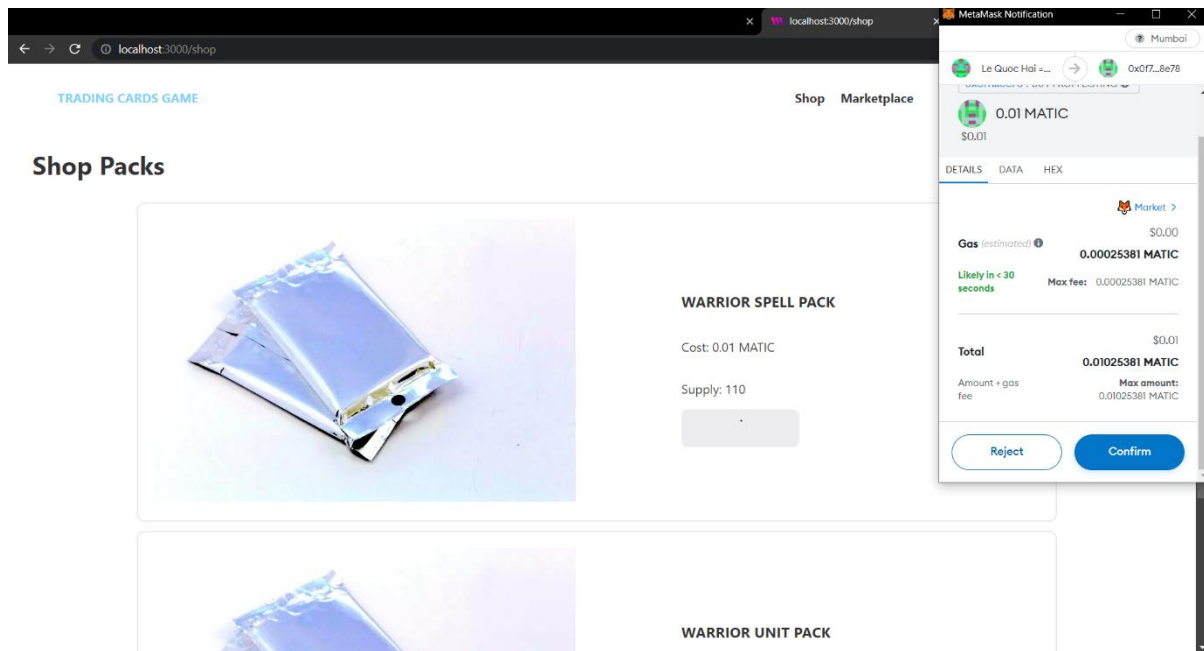 localhost:3000/shop
localhost:3000/shop
TRADING CARDS GAME
Shop Marketplace
Shop Packs
WARRIOR SPELL PACK
Cost: 0.01 MATIC
Supply: 110
WARRIOR UNIT PACK
MetaMask Notification
Mumbai
Le Quoc Hai =... 0x0f7...8e78
0.01 MATIC
$0.01
DETAILS DATA HEX
Market >
Gas (estimated) $0.00
0.00025381 MATIC
Likely in < 30 seconds
Max fee: 0.00025381 MATIC
Total $0.01
0.01025381 MATIC
Amount + gas fee
Max amount:
0.01025381 MATIC
Reject Confirm